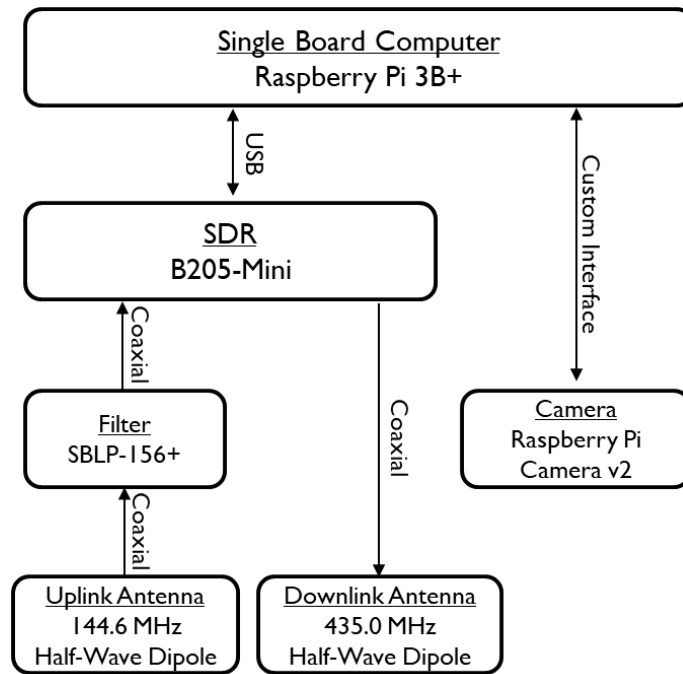 Single Board Computer
Raspberry Pi 3B+
USB
Custom Interface
SDR
B205-Mini
Coaxial
Coaxial
Filter
SBLP-156+
Camera
Raspberry Pi
Camera v2
Coaxial
Uplink Antenna
144.6 MHz
Half-Wave Dipole
Downlink Antenna
435.0 MHz
Half-Wave Dipole